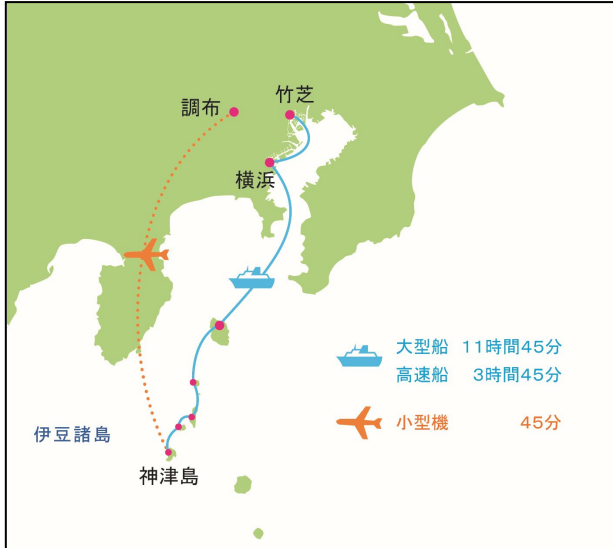 竹芝
調布
横浜
大型船 11時間45分
高速船 3時間45分
小型機 45分
伊豆諸島
神津島